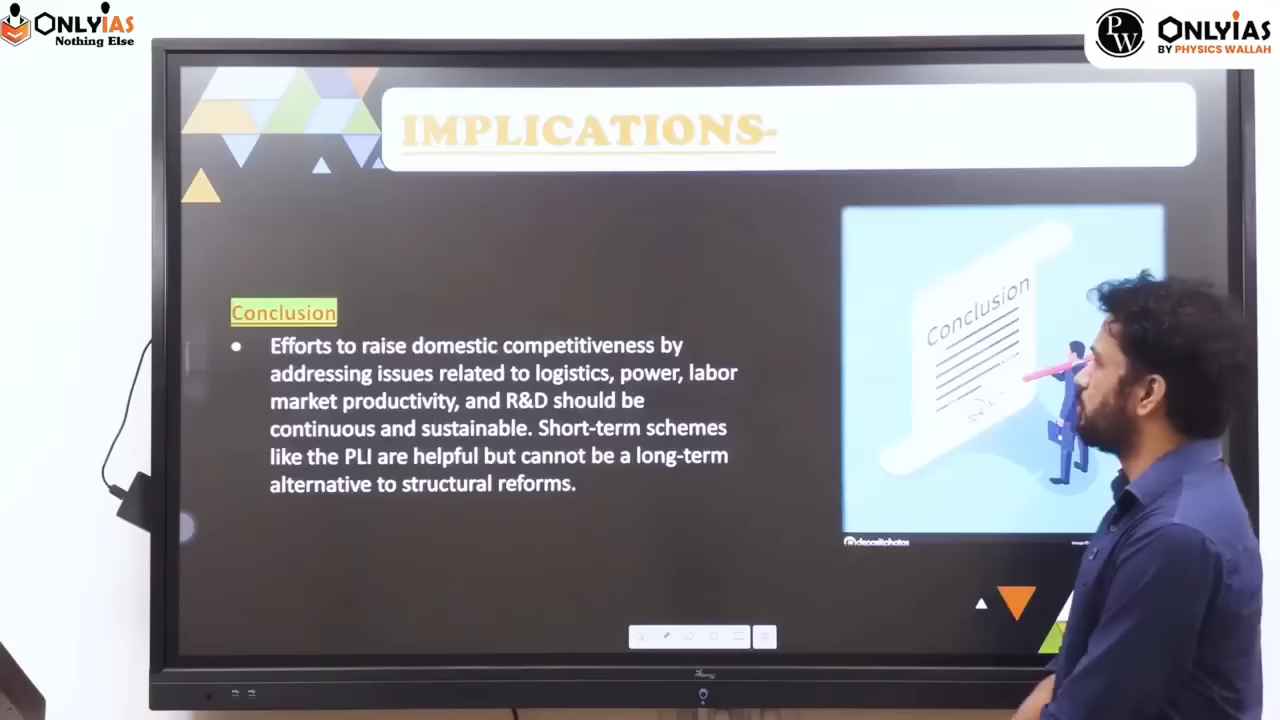 ONLYIAS
Nothing Else
PW
ONLYIAS
BY PHYSICS WALLAH
IMPLICATIONS-
Conclusion
Conclusion
• Efforts to raise domestic competitiveness by
addressing issues related to logistics, power, labor
market productivity, and R&D should be
continuous and sustainable. Short-term schemes
like the PLI are helpful but cannot be a long-term
alternative to structural reforms.
depositphotos